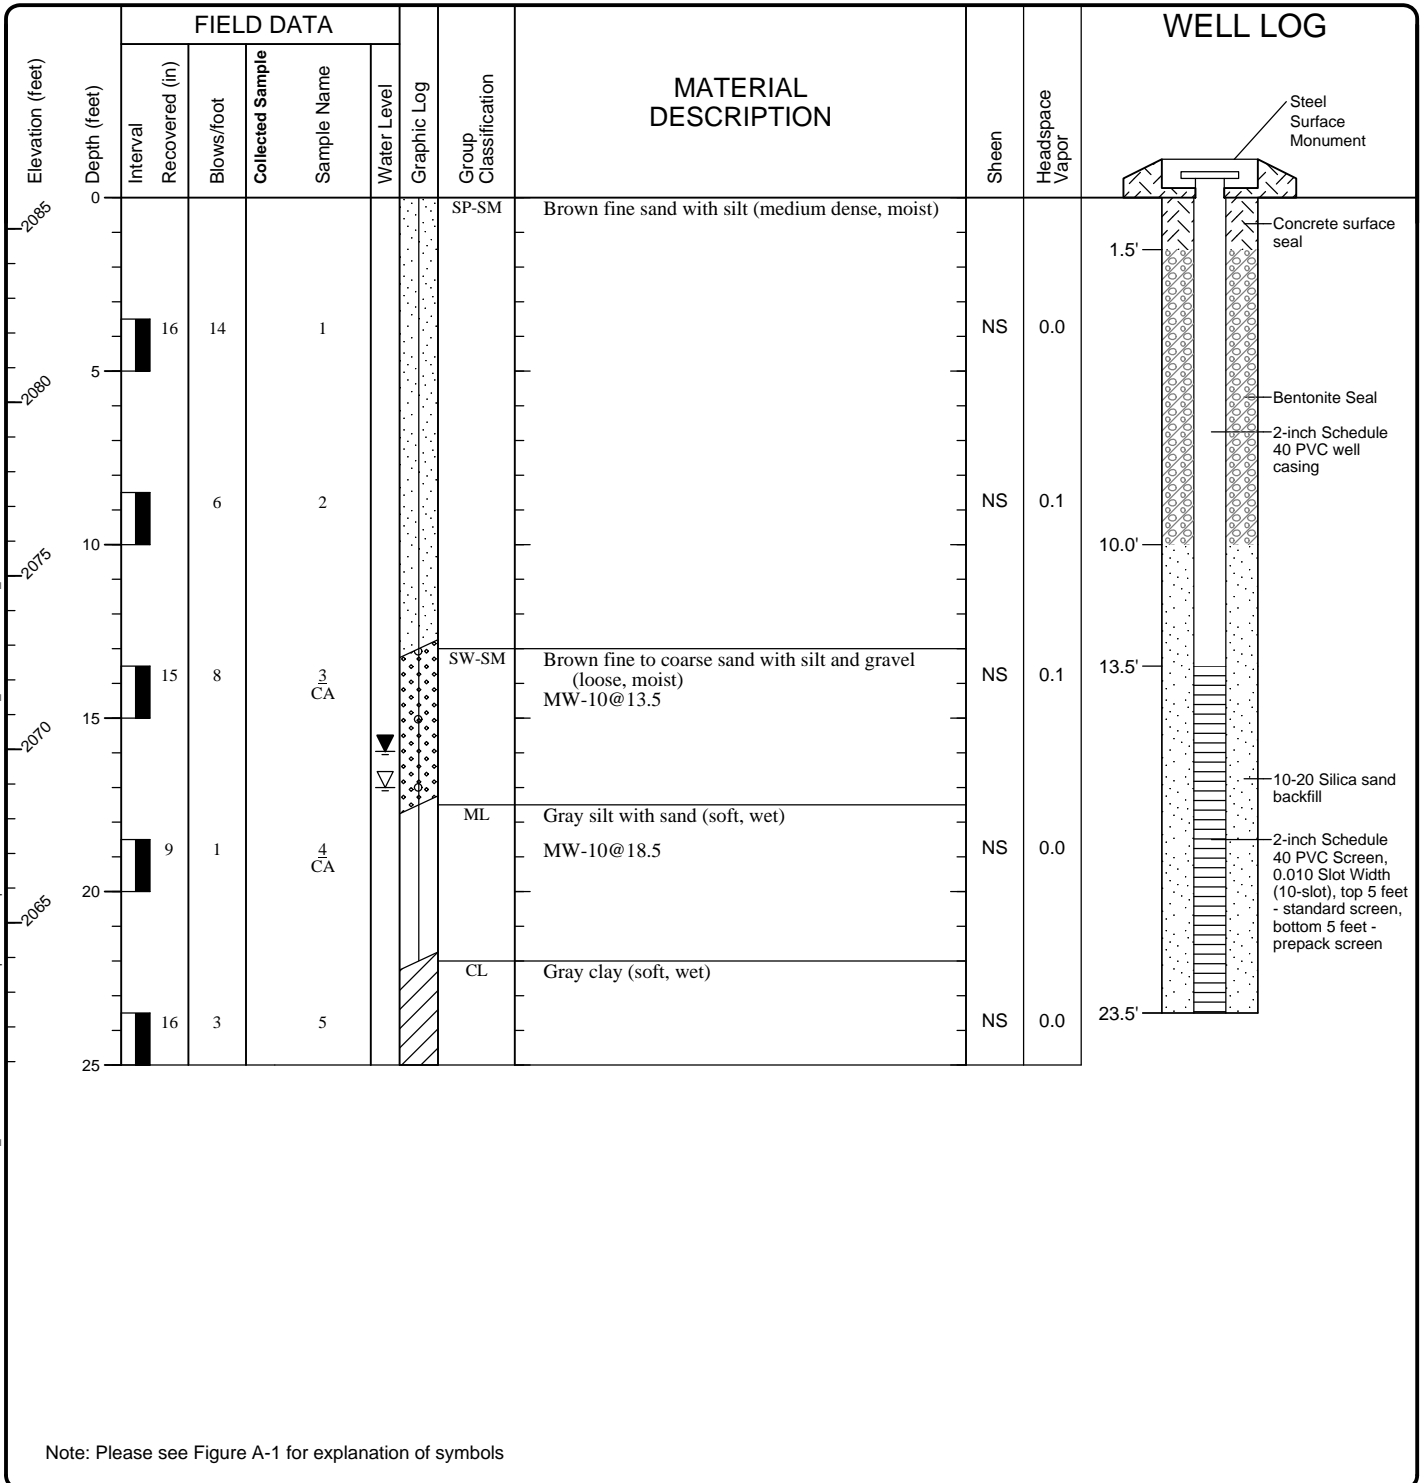 FIELD DATA
WELL LOG
Elevation (feet)
Depth (feet)
Interval
Recovered (in)
Blows/foot
Collected Sample
Sample Name
Water Level
Graphic Log
Group
Classification
MATERIAL
DESCRIPTION
Sheen
Headspace
Vapor
Steel
Surface
Monument
0
SP-SM
Brown fine sand with silt (medium dense, moist)
2085
Concrete surface
seal
1.5'
16
14
1
NS
0.0
5
2080
Bentonite Seal
2-inch Schedule
40 PVC well
casing
6
2
NS
0.1
10
10.0'
2075
SW-SM
Brown fine to coarse sand with silt and gravel
(loose, moist)
MW-10@13.5
13.5'
15
8
3
CA
NS
0.1
15
2070
10-20 Silica sand
backfill
ML
Gray silt with sand (soft, wet)
MW-10@18.5
9
1
4
CA
NS
0.0
2-inch Schedule
40 PVC Screen,
0.010 Slot Width
(10-slot), top 5 feet
- standard screen,
bottom 5 feet -
prepack screen
20
2065
CL
Gray clay (soft, wet)
16
3
5
NS
0.0
23.5'
25
Note: Please see Figure A-1 for explanation of symbols